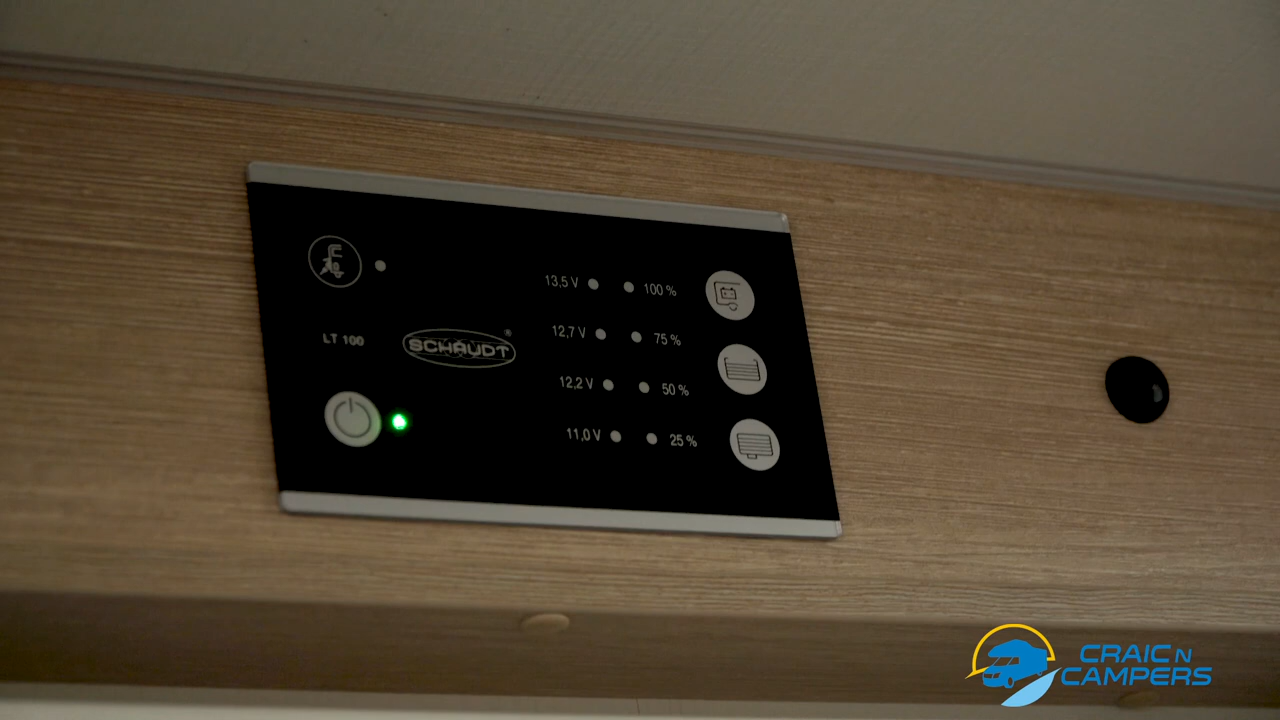 LT 100
SCHAUDT®
13,5 V 100 %
12,7 V 75 %
12,2 V 50 %
11,0 V 25 %
CRAIC N
CAMPERS